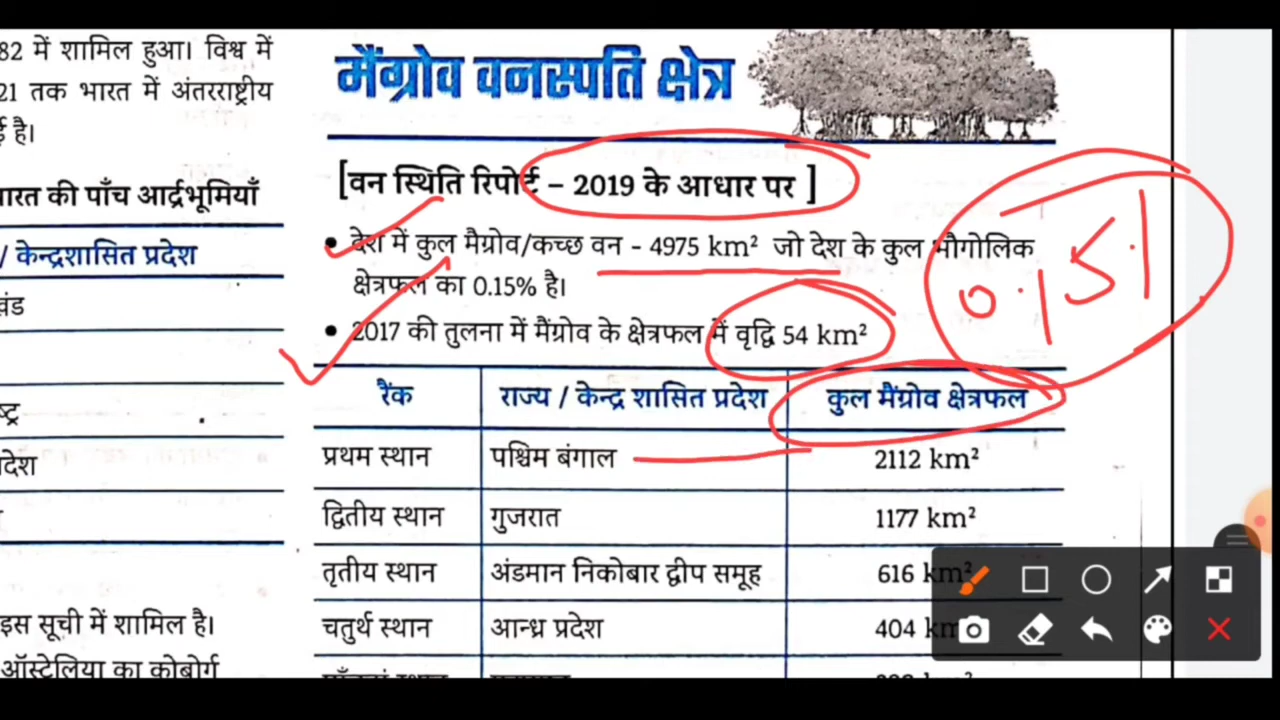 82 में शामिल हुआ। विश्व में
21 तक भारत में अंतरराष्ट्रीय
है।
भारत की पाँच आर्द्रभूमियाँ
/ केन्द्रशासित प्रदेश
मैंग्रोव वनस्पति क्षेत्र
[वन स्थिति रिपोर्ट – 2019 के आधार पर ]
• देश में कुल मैग्रोव/कच्छ वन - 4975 km² जो देश के कुल भौगोलिक
क्षेत्रफल का 0.15% है।
0.15%
• 2017 की तुलना में मैंग्रोव के क्षेत्रफल में वृद्धि 54 km²
रैंक राज्य / केन्द्र शासित प्रदेश कुल मैंग्रोव क्षेत्रफल
प्रथम स्थान पश्चिम बंगाल 2112 km²
द्वितीय स्थान गुजरात 1177 km²
तृतीय स्थान अंडमान निकोबार द्वीप समूह 616 km²
चतुर्थ स्थान आन्ध्र प्रदेश 404 km
इस सूची में शामिल है।
ऑस्ट्रेलिया का कोबोर्ग